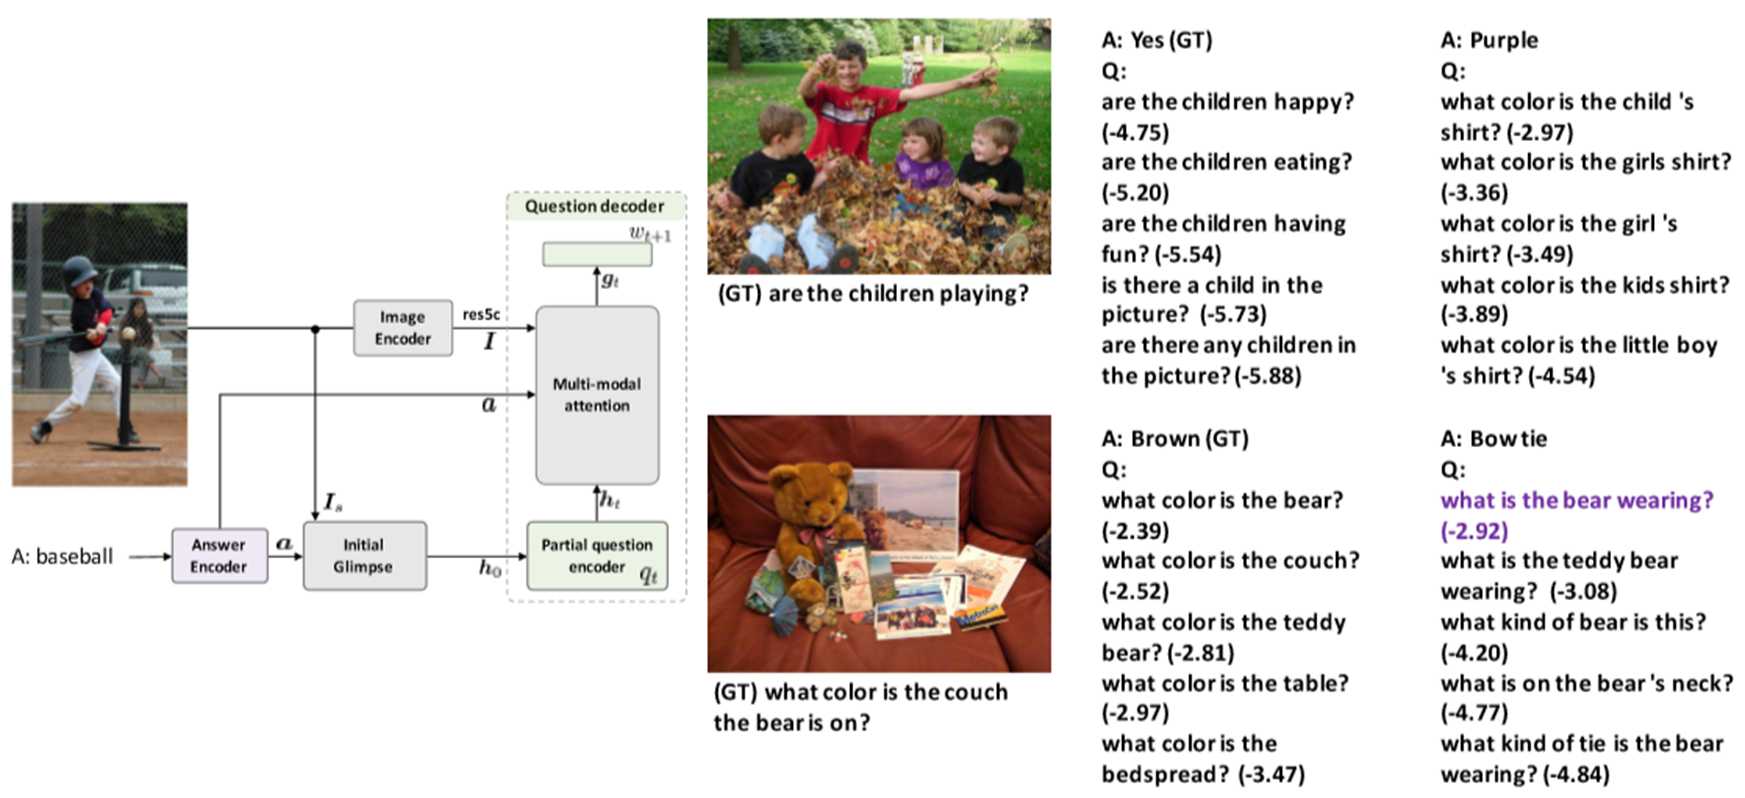 Question decoder
w_{t+1}
g_t
Image
Encoder
res5c
I
Multi-modal
attention
a
I_s
h_t
A: baseball
Answer
Encoder
a
Initial
Glimpse
h_0
Partial question
encoder
q_t
(GT) are the children playing?
A: Yes (GT)
Q:
are the children happy?
(-4.75)
are the children eating?
(-5.20)
are the children having
fun? (-5.54)
is there a child in the
picture? (-5.73)
are there any children in
the picture? (-5.88)
A: Purple
Q:
what color is the child 's
shirt? (-2.97)
what color is the girls shirt?
(-3.36)
what color is the girl 's
shirt? (-3.49)
what color is the kids shirt?
(-3.89)
what color is the little boy
's shirt? (-4.54)
MetroCard
(GT) what color is the couch
the bear is on?
A: Brown (GT)
Q:
what color is the bear?
(-2.39)
what color is the couch?
(-2.52)
what color is the teddy
bear? (-2.81)
what color is the table?
(-2.97)
what color is the
bedspread? (-3.47)
A: Bow tie
Q:
what is the bear wearing?
(-2.92)
what is the teddy bear
wearing? (-3.08)
what kind of bear is this?
(-4.20)
what is on the bear 's neck?
(-4.77)
what kind of tie is the bear
wearing? (-4.84)